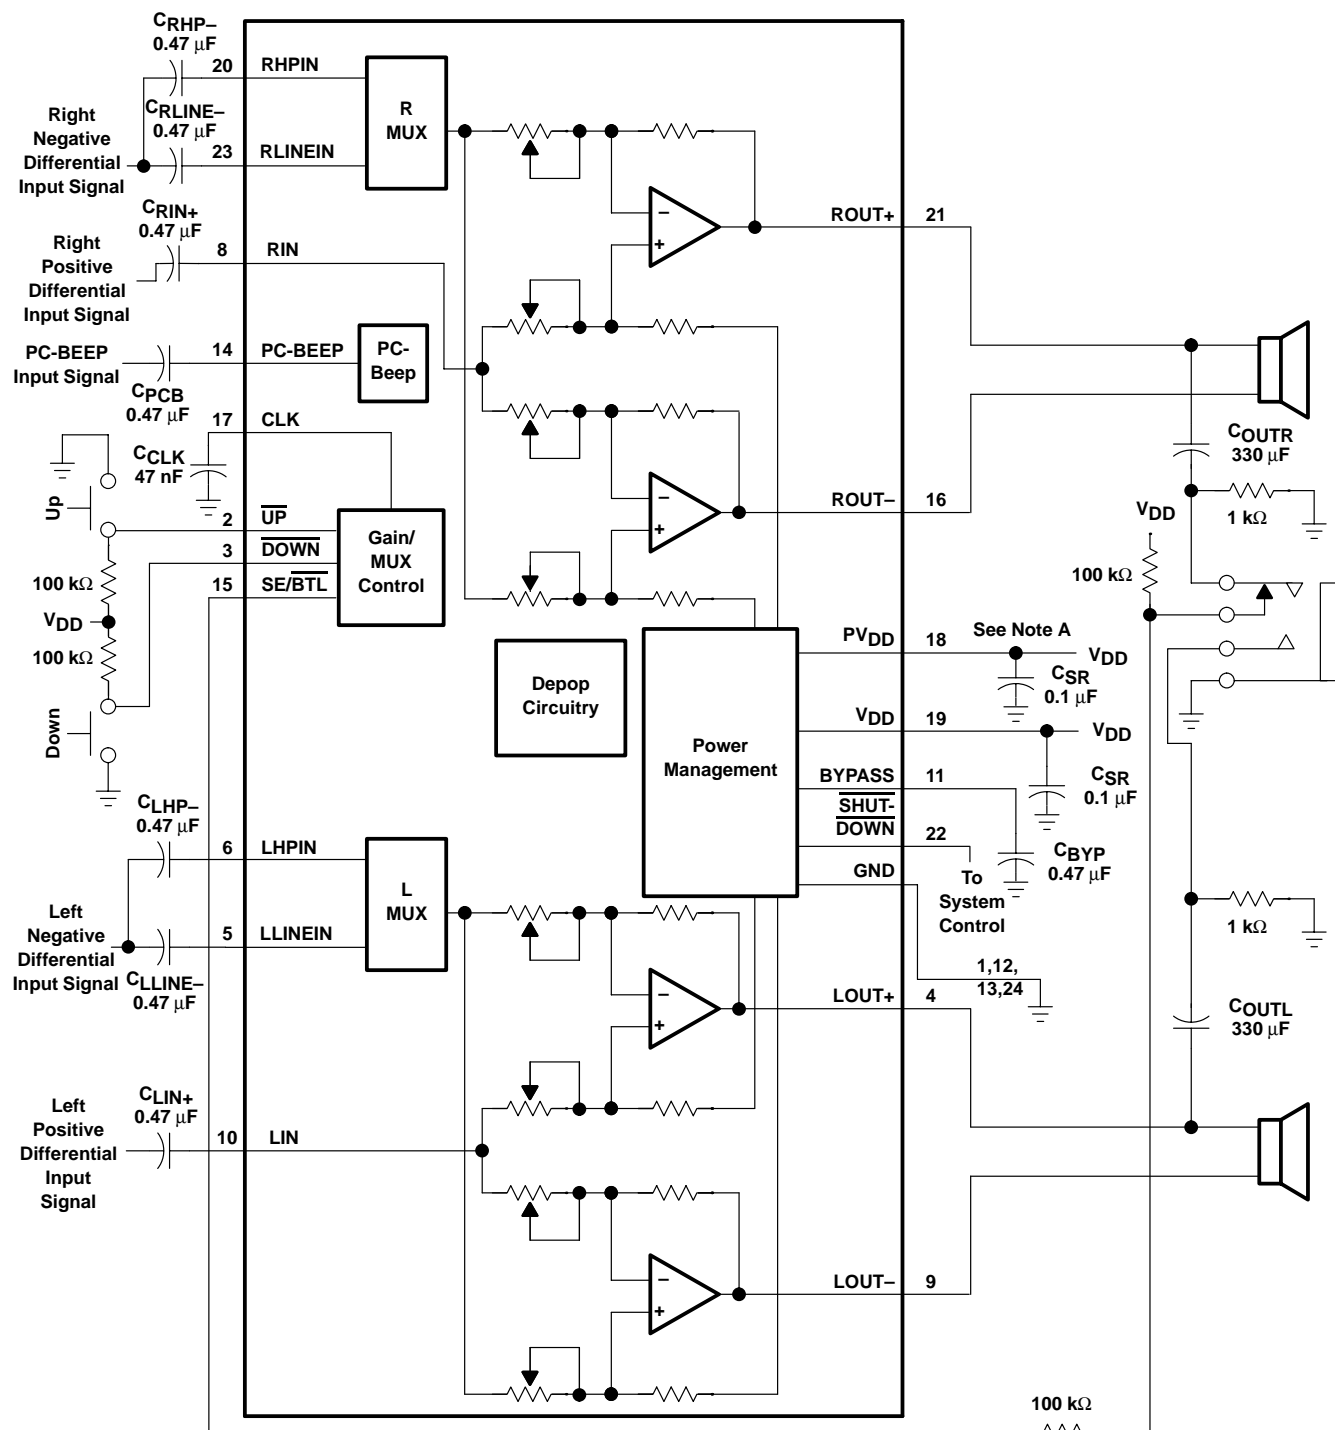 CRHP–
0.47 μF
20 RHPIN
R
MUX
Right
Negative
Differential
Input Signal
CRLINE–
0.47 μF
23 RLINEIN
CRIN+
0.47 μF
8 RIN
Right
Positive
Differential
Input Signal
–
+
ROUT+ 21
PC-BEEP
Input Signal
14 PC-BEEP
PC-
Beep
CPCB
0.47 μF
17 CLK
CCLK
47 nF
Up
2 UP
3 DOWN
15 SE/BTL
Gain/
MUX
Control
100 kΩ
VDD
100 kΩ
Down
–
+
ROUT– 16
COUTR
330 μF
1 kΩ
VDD
100 kΩ
Depop
Circuitry
Power
Management
PVDD 18
See Note A
VDD
CSR
0.1 μF
VDD 19
VDD
CSR
0.1 μF
BYPASS 11
SHUT-
DOWN 22
CBYP
0.47 μF
GND
To
System
Control
1,12,
13,24
CLHP–
0.47 μF
6 LHPIN
L
MUX
Left
Negative
Differential
Input Signal
5 LLINEIN
CLLINE–
0.47 μF
–
+
LOUT+ 4
1 kΩ
COUTL
330 μF
CLIN+
0.47 μF
Left
Positive
Differential
Input
Signal
10 LIN
–
+
LOUT– 9
100 kΩ